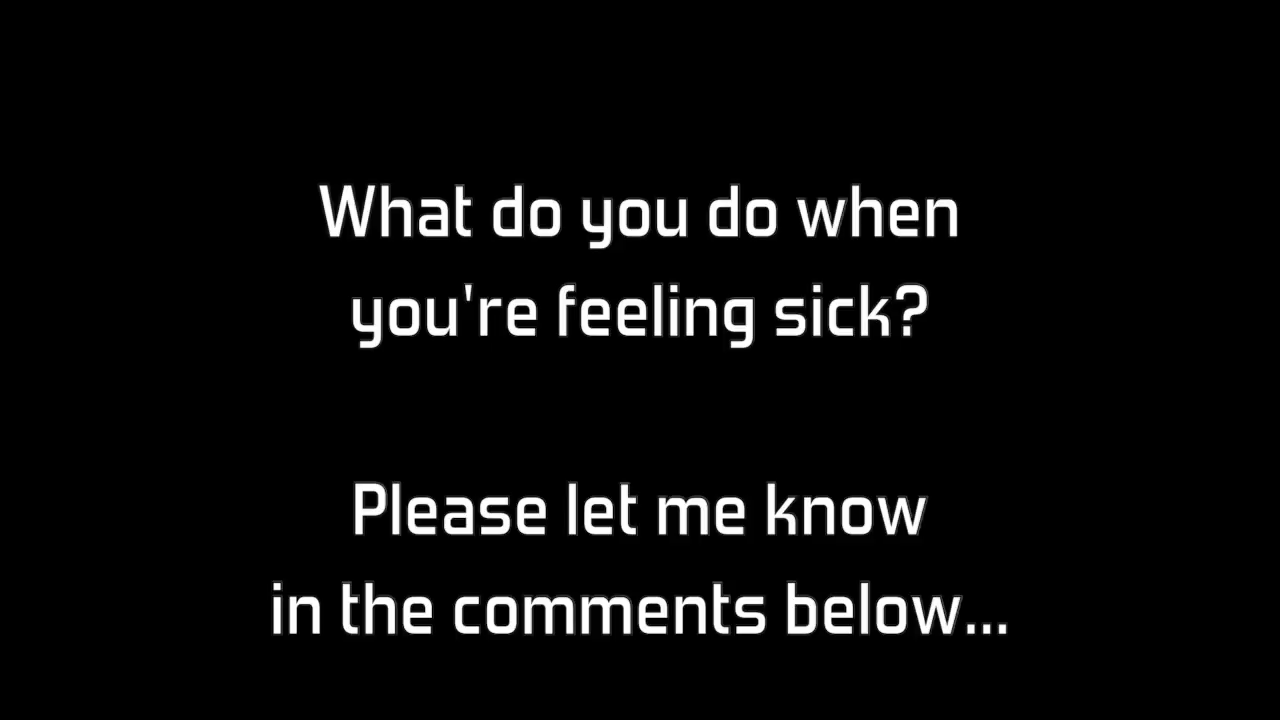 What do you do when
you're feeling sick?
Please let me know
in the comments below...